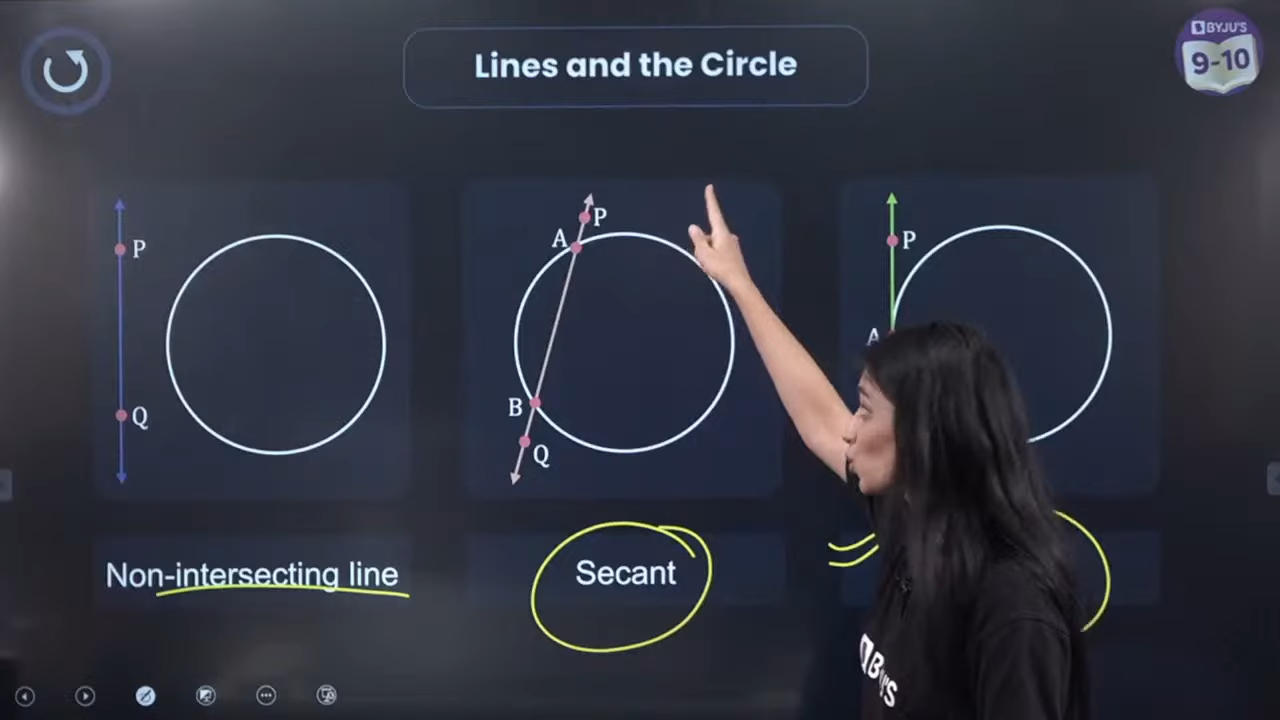 Lines and the Circle
BYJU'S
9-10
P
Q
A
P
B
Q
P
A
Non-intersecting line
Secant